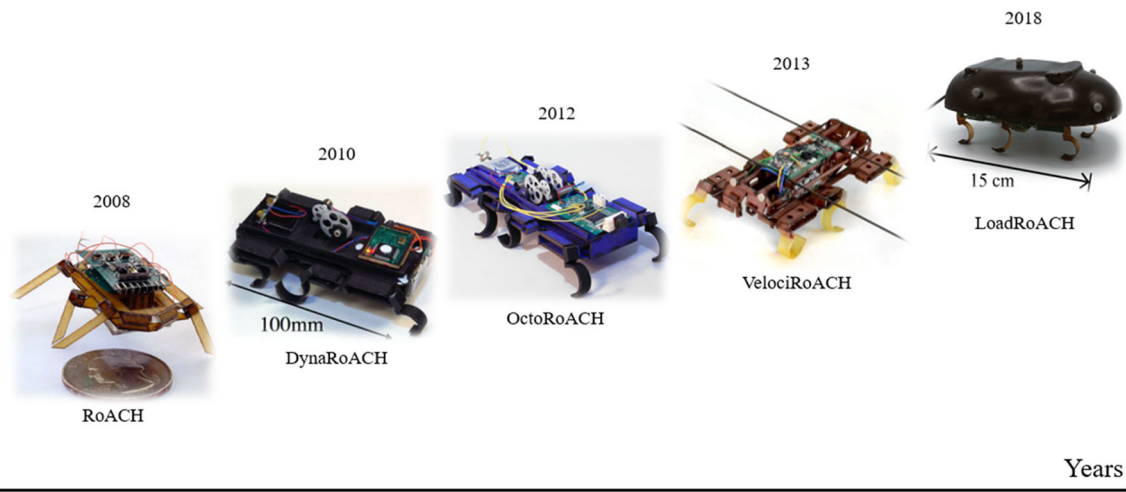 2008
RoACH
2010
100mm
DynaRoACH
2012
OctoRoACH
2013
VelociRoACH
2018
15 cm
LoadRoACH
Years